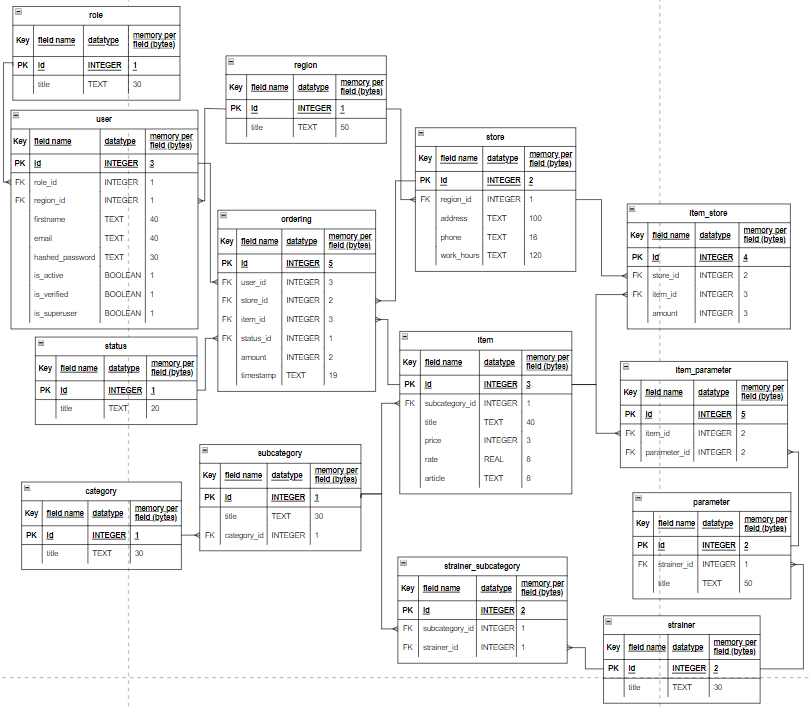 role
Key field name datatype memory per field (bytes)
PK Id INTEGER 1
title TEXT 30
user
Key field name datatype memory per field (bytes)
PK Id INTEGER 3
FK role_id INTEGER 1
FK region_id INTEGER 1
firstname TEXT 40
email TEXT 40
hashed_password TEXT 30
is_active BOOLEAN 1
is_verified BOOLEAN 1
is_superuser BOOLEAN 1
status
Key field name datatype memory per field (bytes)
PK Id INTEGER 1
title TEXT 20
category
Key field name datatype memory per field (bytes)
PK Id INTEGER 1
title TEXT 30
region
Key field name datatype memory per field (bytes)
PK Id INTEGER 1
title TEXT 50
ordering
Key field name datatype memory per field (bytes)
PK Id INTEGER 5
FK user_id INTEGER 3
FK store_id INTEGER 2
FK item_id INTEGER 3
FK status_id INTEGER 1
amount INTEGER 2
timestamp TEXT 19
subcategory
Key field name datatype memory per field (bytes)
PK Id INTEGER 1
title TEXT 30
FK category_id INTEGER 1
store
Key field name datatype memory per field (bytes)
PK Id INTEGER 2
FK region_id INTEGER 1
address TEXT 100
phone TEXT 16
work_hours TEXT 120
Item
Key field name datatype memory per field (bytes)
PK Id INTEGER 3
FK subcategory_id INTEGER 1
title TEXT 40
price INTEGER 3
rate REAL 8
article TEXT 8
strainer_subcategory
Key field name datatype memory per field (bytes)
PK Id INTEGER 2
FK subcategory_id INTEGER 1
FK strainer_id INTEGER 1
Item_store
Key field name datatype memory per field (bytes)
PK Id INTEGER 4
FK store_id INTEGER 2
FK item_id INTEGER 3
amount INTEGER 3
Item_parameter
Key field name datatype memory per field (bytes)
PK Id INTEGER 5
FK item_id INTEGER 2
FK parameter_id INTEGER 2
parameter
Key field name datatype memory per field (bytes)
PK Id INTEGER 2
FK strainer_id INTEGER 1
title TEXT 50
strainer
Key field name datatype memory per field (bytes)
PK Id INTEGER 2
title TEXT 30